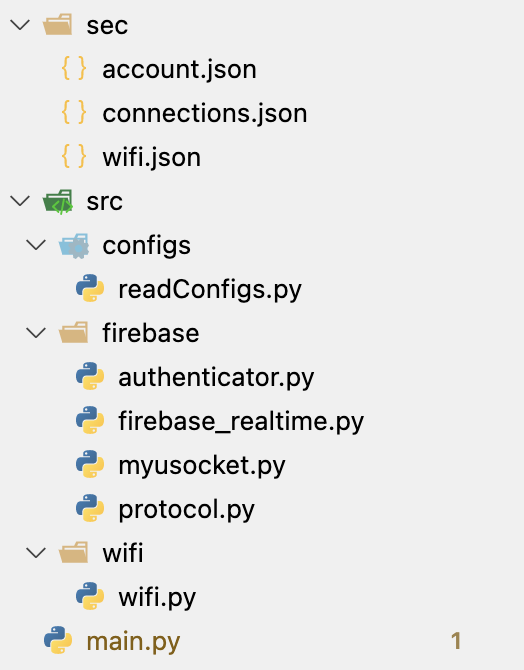 sec
account.json
connections.json
wifi.json
src
configs
readConfigs.py
firebase
authenticator.py
firebase_realtime.py
myusocket.py
protocol.py
wifi
wifi.py
main.py 1